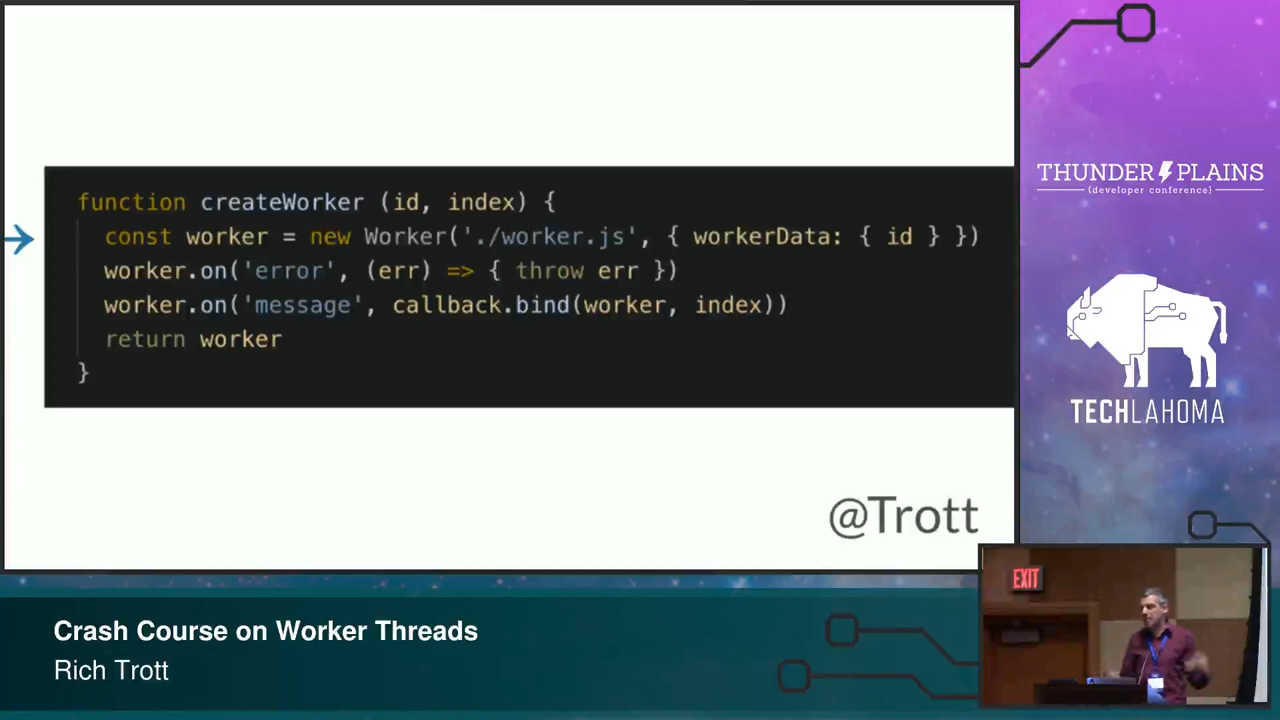 function createWorker (id, index) {
const worker = new Worker('./worker.js', { workerData: { id } })
worker.on('error', (err) => { throw err })
worker.on('message', callback.bind(worker, index))
return worker
}
@Trott
THUNDER PLAINS
{developer conference}
TECHLAHOMA
EXIT
Crash Course on Worker Threads
Rich Trott